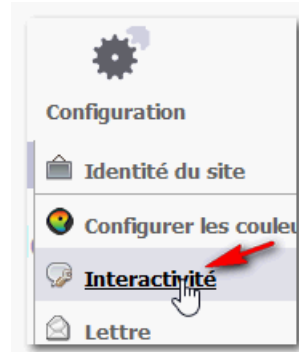 Configuration
Identité du site
Configurer les couleu
Interactivité
Lettre